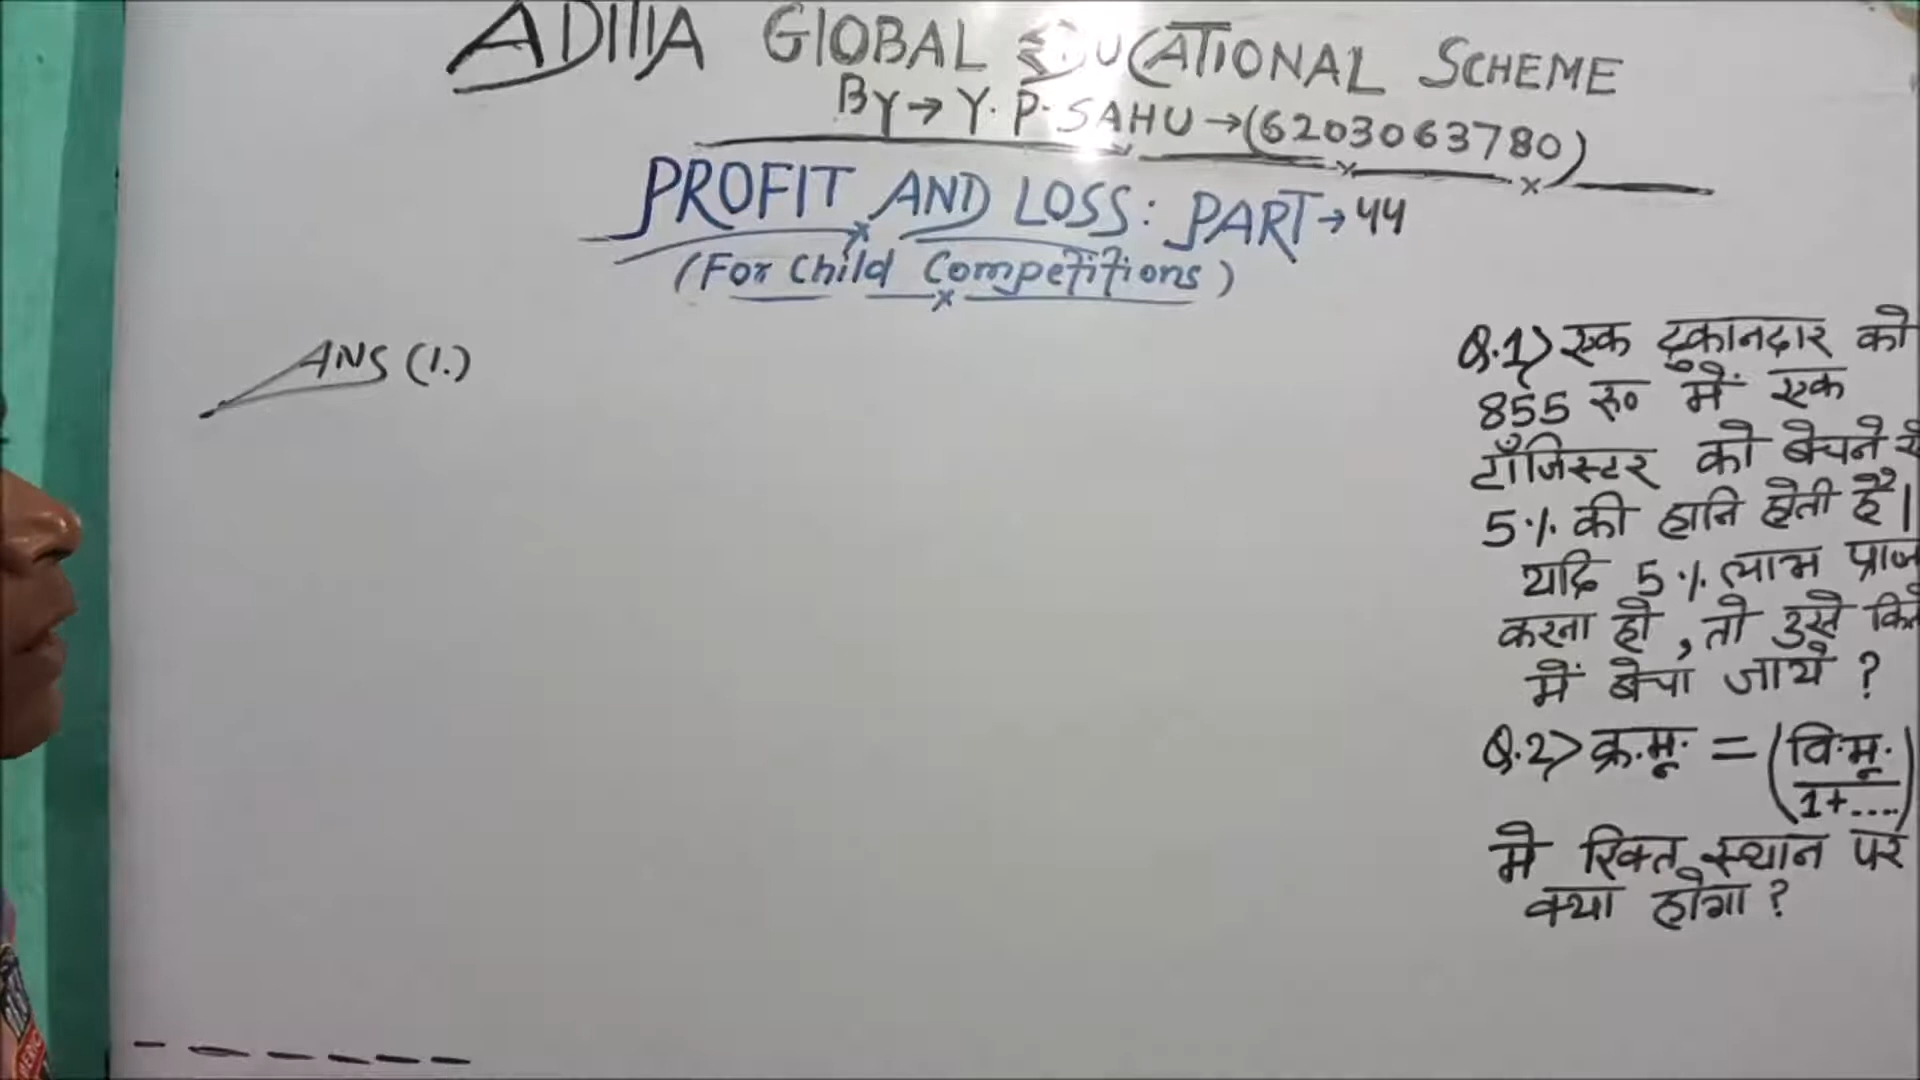 ADITJA GLOBAL EDUCATIONAL SCHEME
By → Y. P. SAHU → (6203063780)
PROFIT AND LOSS: PART → 44
(For Child Competitions)
ANS (1.)
Q.1> एक दुकानदार को
855 रु० में एक
ट्राँजिस्टर को बेचने से
5% की हानि होती है।
यदि 5% लाभ
करना हो, तो उसे
में बेचा जाये ?
Q.2> क्र.मू. = (वि.मू./1+....)
में रिक्त स्थान पर
क्या होगा ?